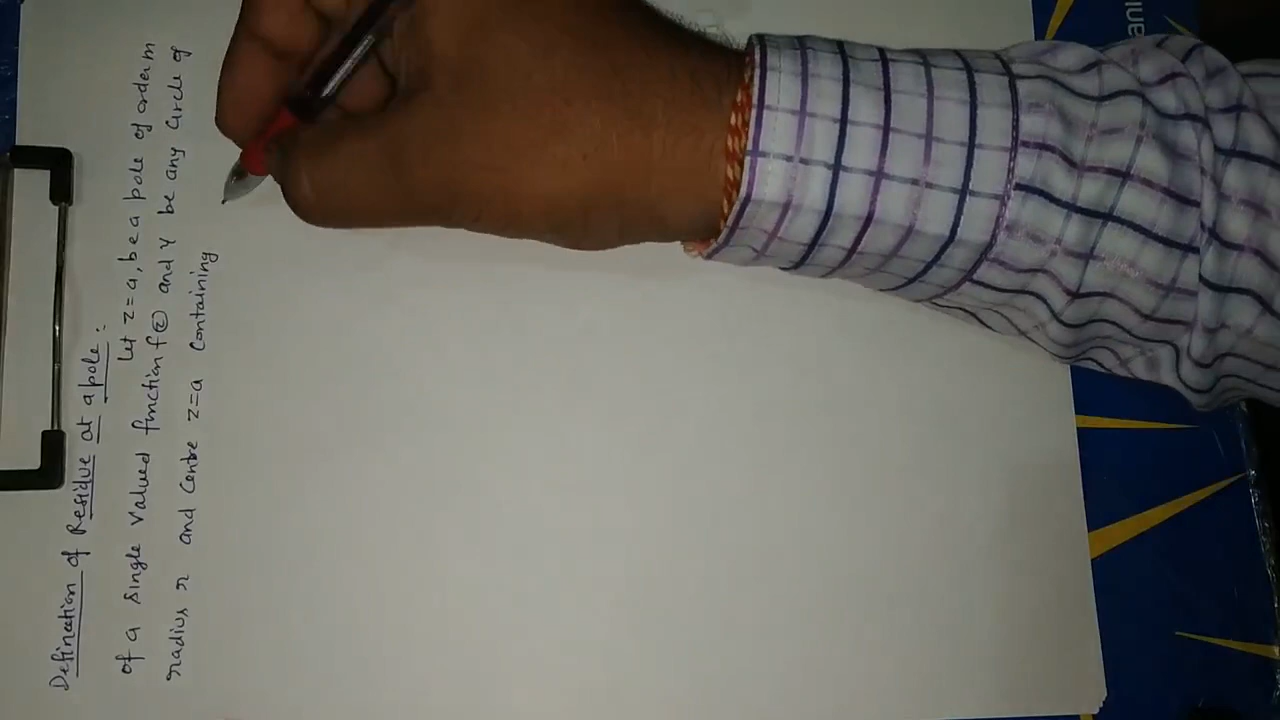 Defination of Residue at a pole:
Let z=a, be a pole of order m
of a single valued function f(z) and γ be any circle of
radius r and Centre z=a containing